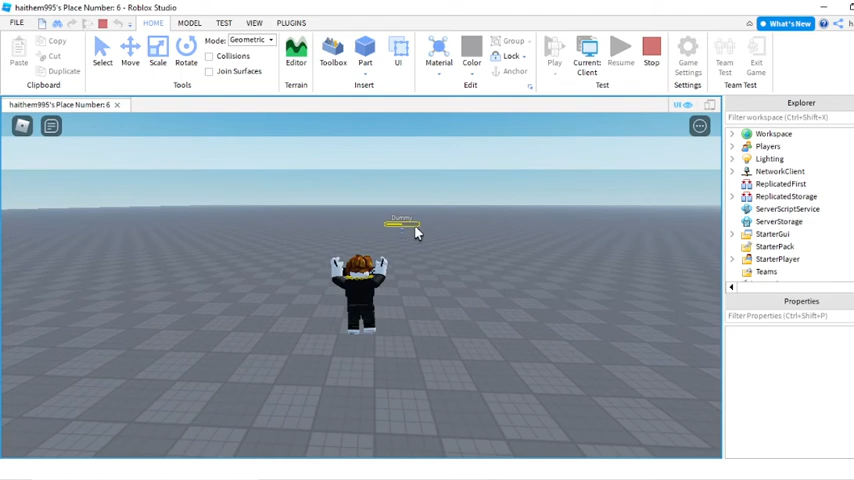 haithem995's Place Number: 6 - Roblox Studio
FILE
HOME
MODEL
TEST
VIEW
PLUGINS
What's New
Paste
Copy
Cut
Duplicate
Clipboard
Select
Move
Scale
Rotate
Mode: Geometric
Collisions
Join Surfaces
Tools
Editor
Terrain
Toolbox
Part
UI
Insert
Material
Color
Group
Lock
Anchor
Edit
Play
Current:
Client
Resume
Stop
Test
Game
Settings
Settings
Team
Test
Exit
Game
Team Test
haithem995's Place Number: 6
UI
Dummy
Explorer
Filter workspace (Ctrl+Shift+X)
Workspace
Players
Lighting
NetworkClient
ReplicatedFirst
ReplicatedStorage
ServerScriptService
ServerStorage
StarterGui
StarterPack
StarterPlayer
Teams
Properties
Filter Properties (Ctrl+Shift+P)